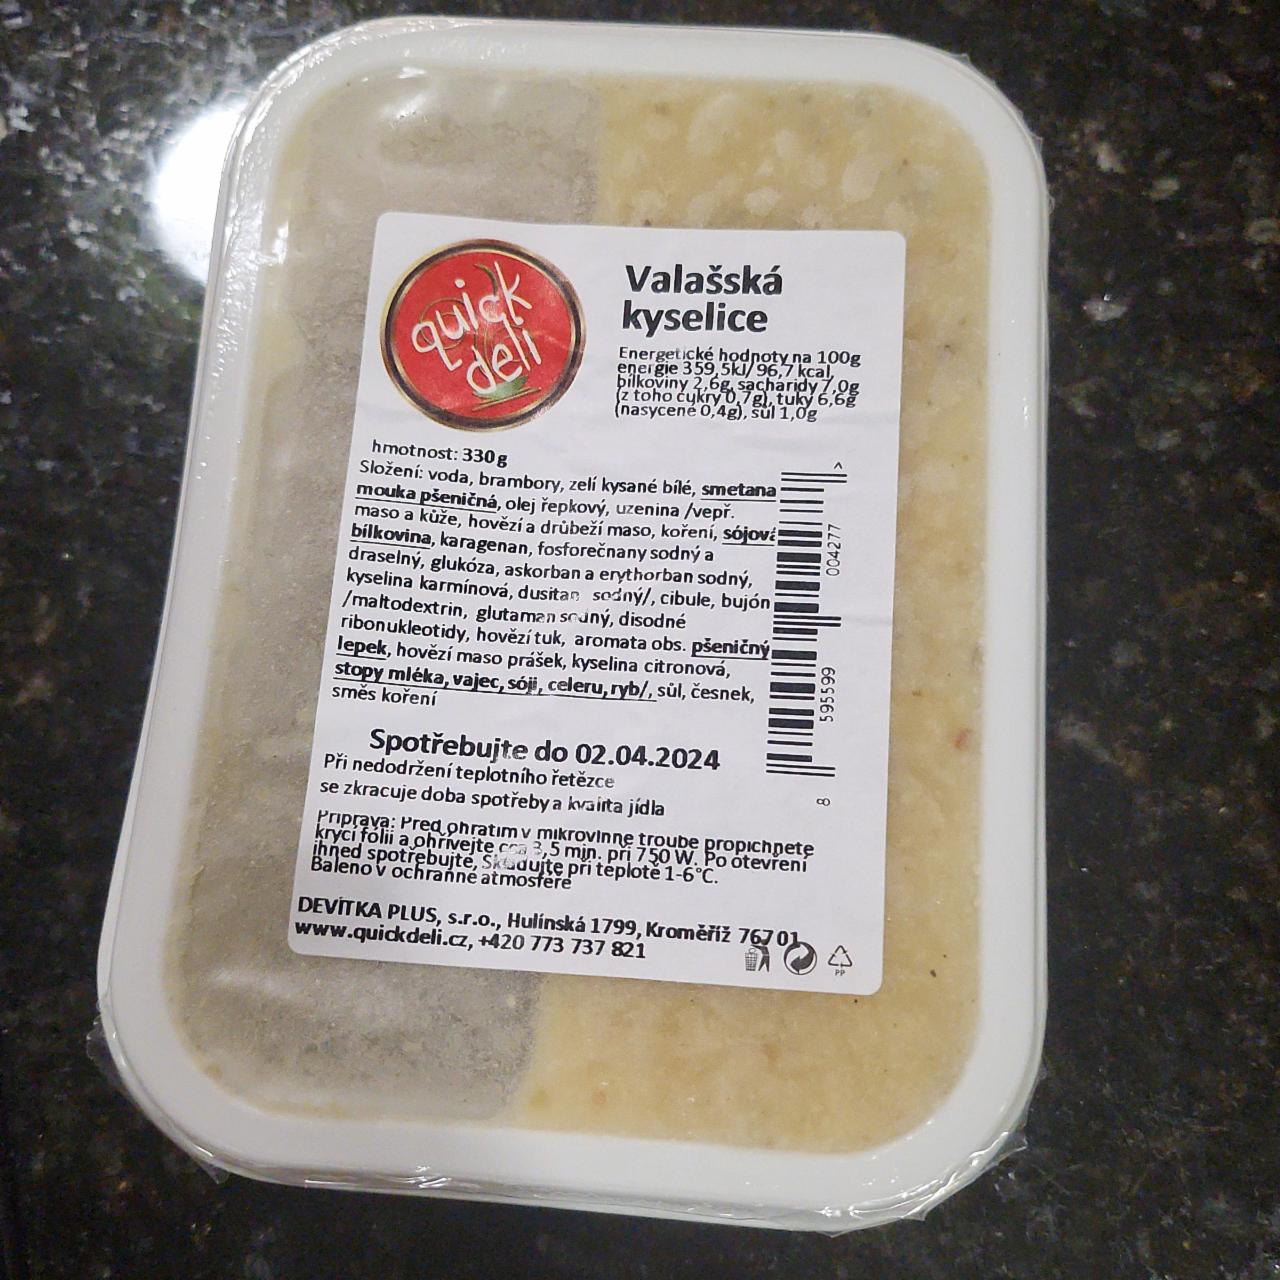 quick
deli
Valašská
kyselice
Energetické hodnoty na 100g
energie 359,5kJ/96,7 kcal,
bílkoviny 2,6g, sacharidy 7,0g
(z toho cukry 0,7g), tuky 6,6g
(nasycené 0,4g), sůl 1,0g
hmotnost: 330g
Složení: voda, brambory, zelí kysané bílé, smetana
mouka pšeničná, olej řepkový, uzenina /vepř.
maso a kůže, hovězí a drůbeží maso, koření, sójová
bílkovina, karagenan, fosforečnany sodný a
draselný, glukóza, askorban a erythorban sodný,
kyselina karmínová, dusitan sodný/, cibule, bujón
/maltodextrin, glutaman sodný, disodné
ribonukleotidy, hovězí tuk, aromata obs. pšeničný
lepek, hovězí maso prášek, kyselina citronová,
stopy mléka, vajec, sóji, celeru, ryb/, sůl, česnek,
směs koření
Spotřebujte do 02.04.2024
Při nedodržení teplotního řetězce
se zkracuje doba spotřeby a kvalita jídla
Příprava: Před ohřátím v mikrovlnné troubě propíchněte
krycí fólii a ohřívejte cca 3,5 min. při 750 W. Po otevření
ihned spotřebujte, Skladujte při teplotě 1-6°C.
Baleno v ochranné atmosféře
DEVÍTKA PLUS, s.r.o., Hulínská 1799, Kroměříž 767 01
www.quickdeli.cz, +420 773 737 821
PP
8 595599 004277 >